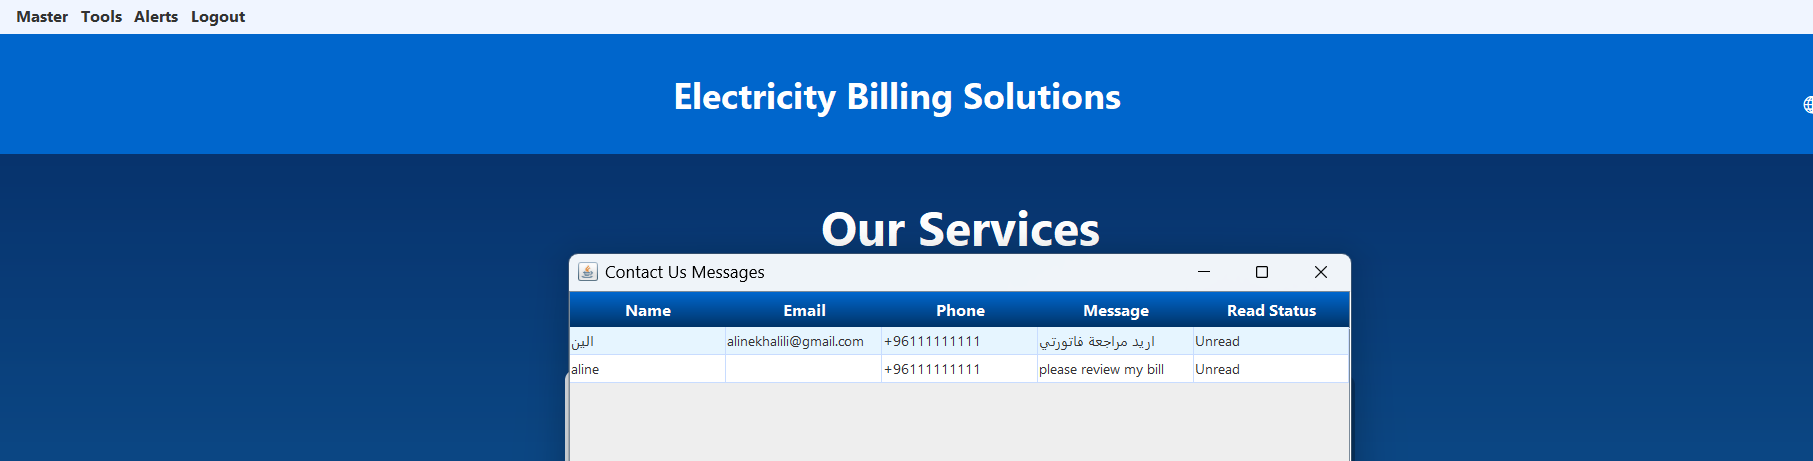 Master Tools Alerts Logout
Electricity Billing Solutions
Our Services
Contact Us Messages
Name Email Phone Message Read Status
الين alinekhalili@gmail.com +96111111111 اريد مراجعة فاتورتي Unread
aline +96111111111 please review my bill Unread